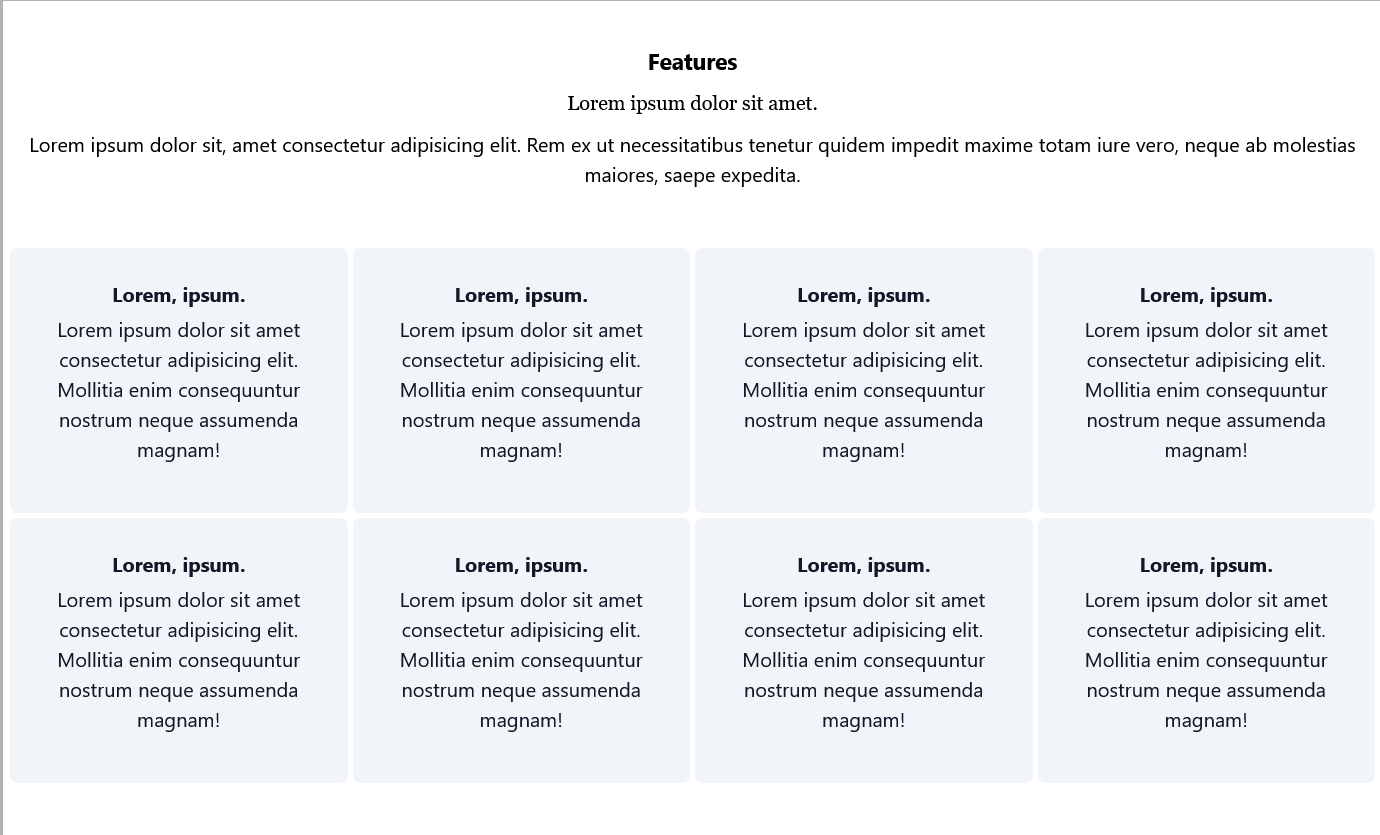 Features
Lorem ipsum dolor sit amet.
Lorem ipsum dolor sit, amet consectetur adipisicing elit. Rem ex ut necessitatibus tenetur quidem impedit maxime totam iure vero, neque ab molestias
maiores, saepe expedita.
Lorem, ipsum.
Lorem ipsum dolor sit amet
consectetur adipisicing elit.
Mollitia enim consequuntur
nostrum neque assumenda
magnam!
Lorem, ipsum.
Lorem ipsum dolor sit amet
consectetur adipisicing elit.
Mollitia enim consequuntur
nostrum neque assumenda
magnam!
Lorem, ipsum.
Lorem ipsum dolor sit amet
consectetur adipisicing elit.
Mollitia enim consequuntur
nostrum neque assumenda
magnam!
Lorem, ipsum.
Lorem ipsum dolor sit amet
consectetur adipisicing elit.
Mollitia enim consequuntur
nostrum neque assumenda
magnam!
Lorem, ipsum.
Lorem ipsum dolor sit amet
consectetur adipisicing elit.
Mollitia enim consequuntur
nostrum neque assumenda
magnam!
Lorem, ipsum.
Lorem ipsum dolor sit amet
consectetur adipisicing elit.
Mollitia enim consequuntur
nostrum neque assumenda
magnam!
Lorem, ipsum.
Lorem ipsum dolor sit amet
consectetur adipisicing elit.
Mollitia enim consequuntur
nostrum neque assumenda
magnam!
Lorem, ipsum.
Lorem ipsum dolor sit amet
consectetur adipisicing elit.
Mollitia enim consequuntur
nostrum neque assumenda
magnam!